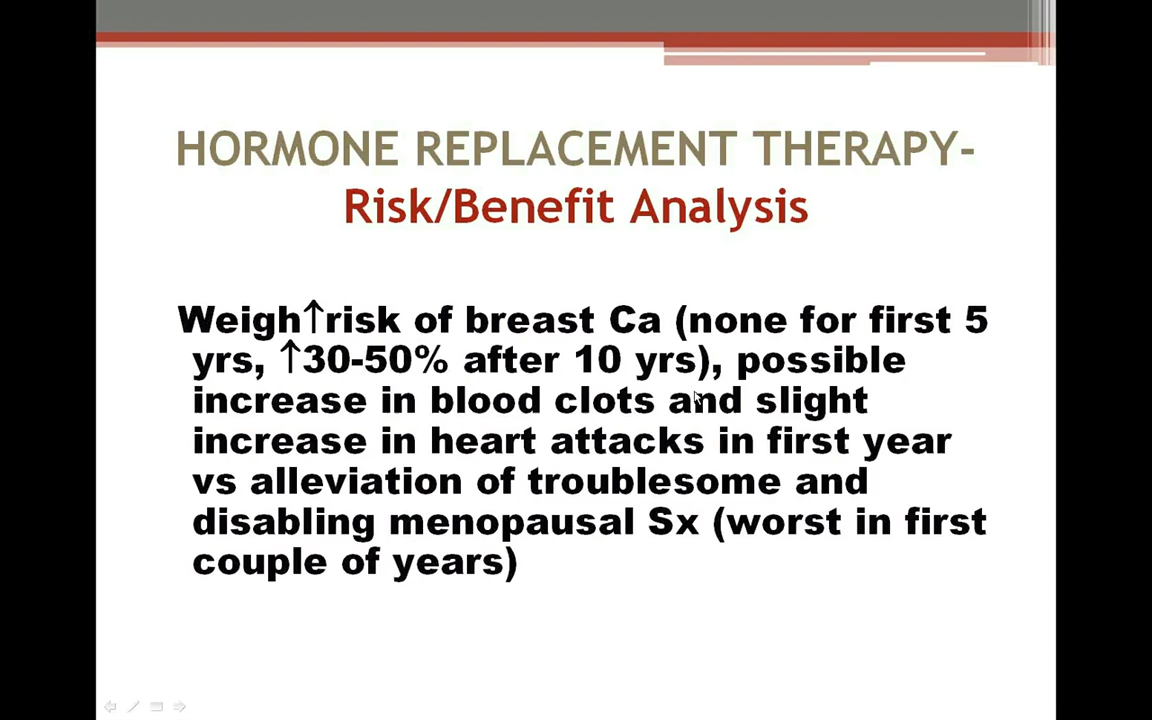 HORMONE REPLACEMENT THERAPY-
Risk/Benefit Analysis
Weigh↑risk of breast Ca (none for first 5
yrs, ↑30-50% after 10 yrs), possible
increase in blood clots and slight
increase in heart attacks in first year
vs alleviation of troublesome and
disabling menopausal Sx (worst in first
couple of years)